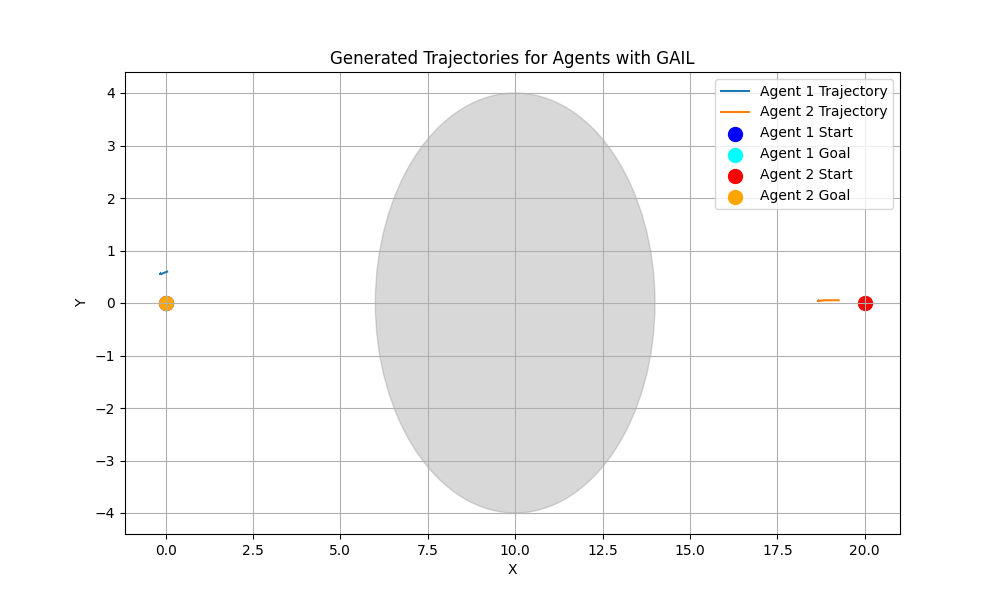 Generated Trajectories for Agents with GAIL
Agent 1 Trajectory
Agent 2 Trajectory
Agent 1 Start
Agent 1 Goal
Agent 2 Start
Agent 2 Goal
4
3
2
1
0
−1
−2
−3
−4
Y
0.0 2.5 5.0 7.5 10.0 12.5 15.0 17.5 20.0
X